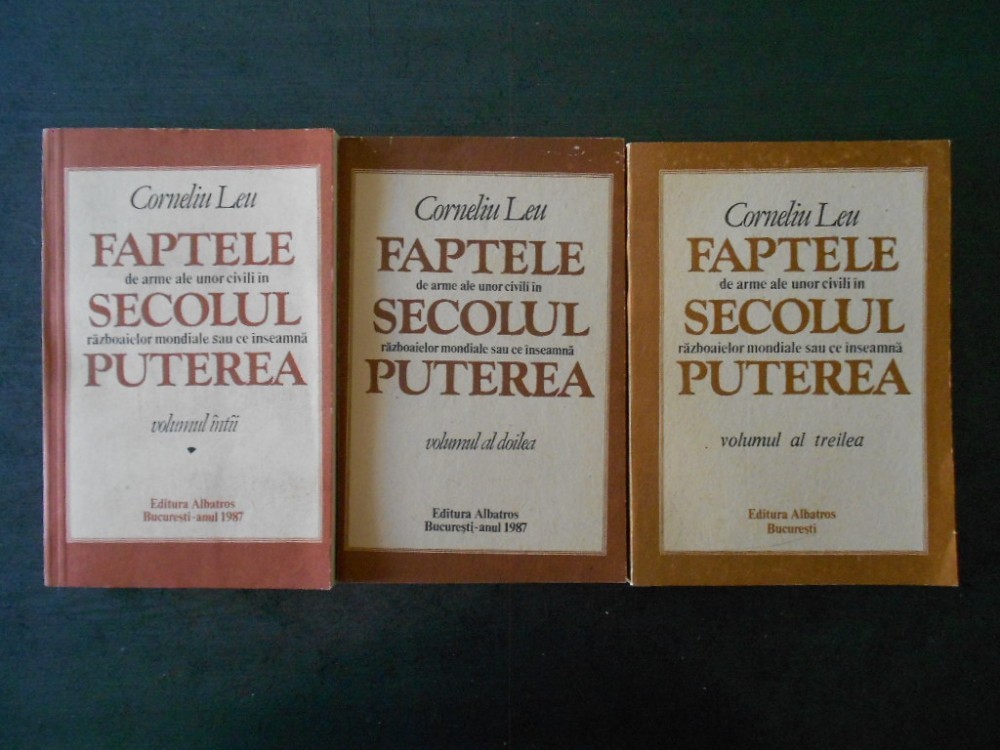 Corneliu Leu
FAPTELE
de arme ale unor civili în
SECOLUL
războaielor mondiale sau ce înseamnă
PUTEREA
volumul întîi
Editura Albatros
București-anul 1987
Corneliu Leu
FAPTELE
de arme ale unor civili în
SECOLUL
războaielor mondiale sau ce înseamnă
PUTEREA
volumul al doilea
Editura Albatros
București-anul 1987
Corneliu Leu
FAPTELE
de arme ale unor civili în
SECOLUL
războaielor mondiale sau ce înseamnă
PUTEREA
volumul al treilea
Editura Albatros
București